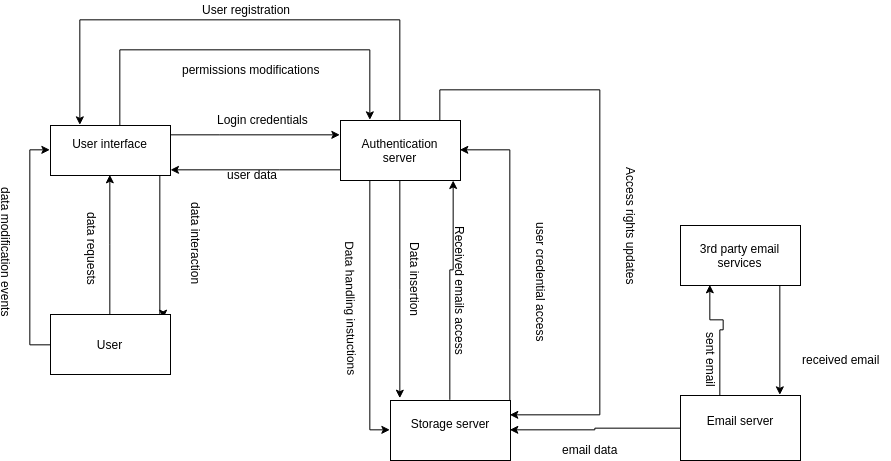 User registration
permissions modifications
Login credentials
User interface
Authentication
server
user data
data modification events
data requests
data interaction
Data handling instuctions
Data insertion
Received emails access
user credential access
Access rights updates
3rd party email
services
User
sent email
received email
Storage server
Email server
email data